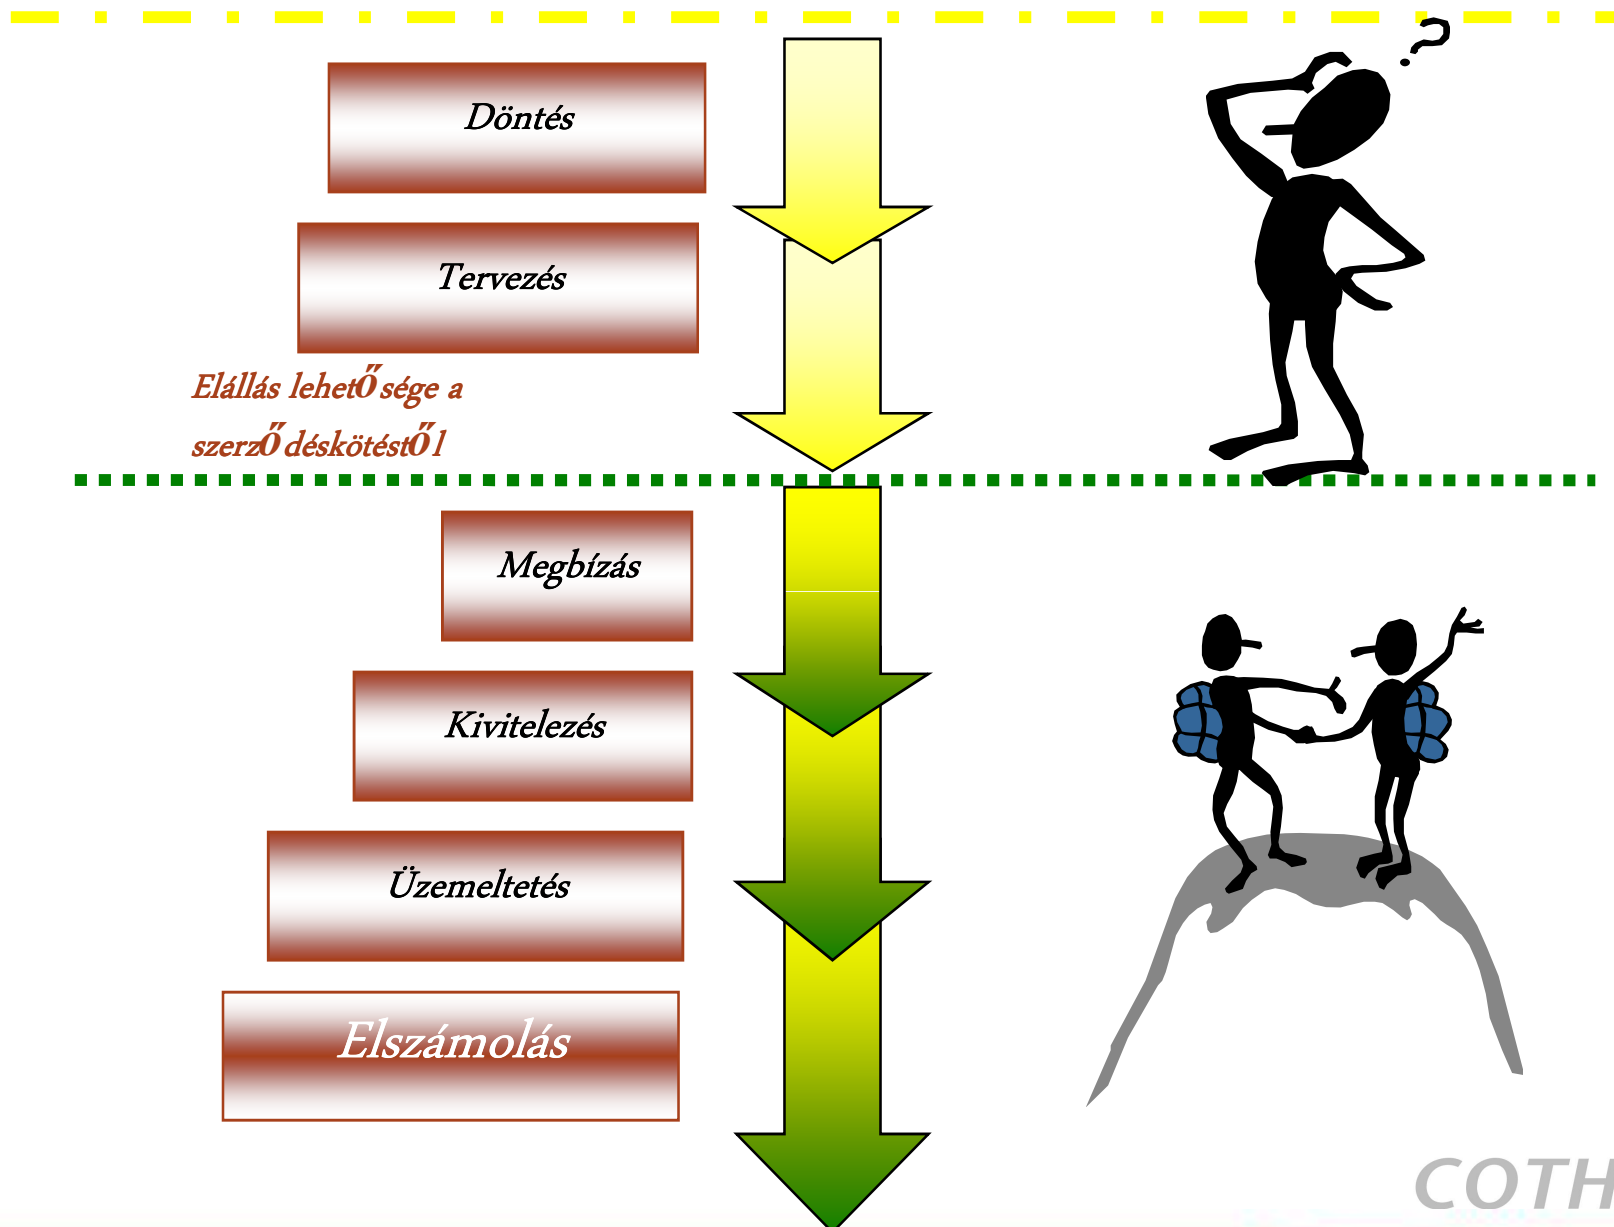 ?
Döntés
Tervezés
Elállás lehetősége a
szerződéskötéstől
Megbízás
Kivitelezés
Üzemeltetés
Elszámolás
COTH